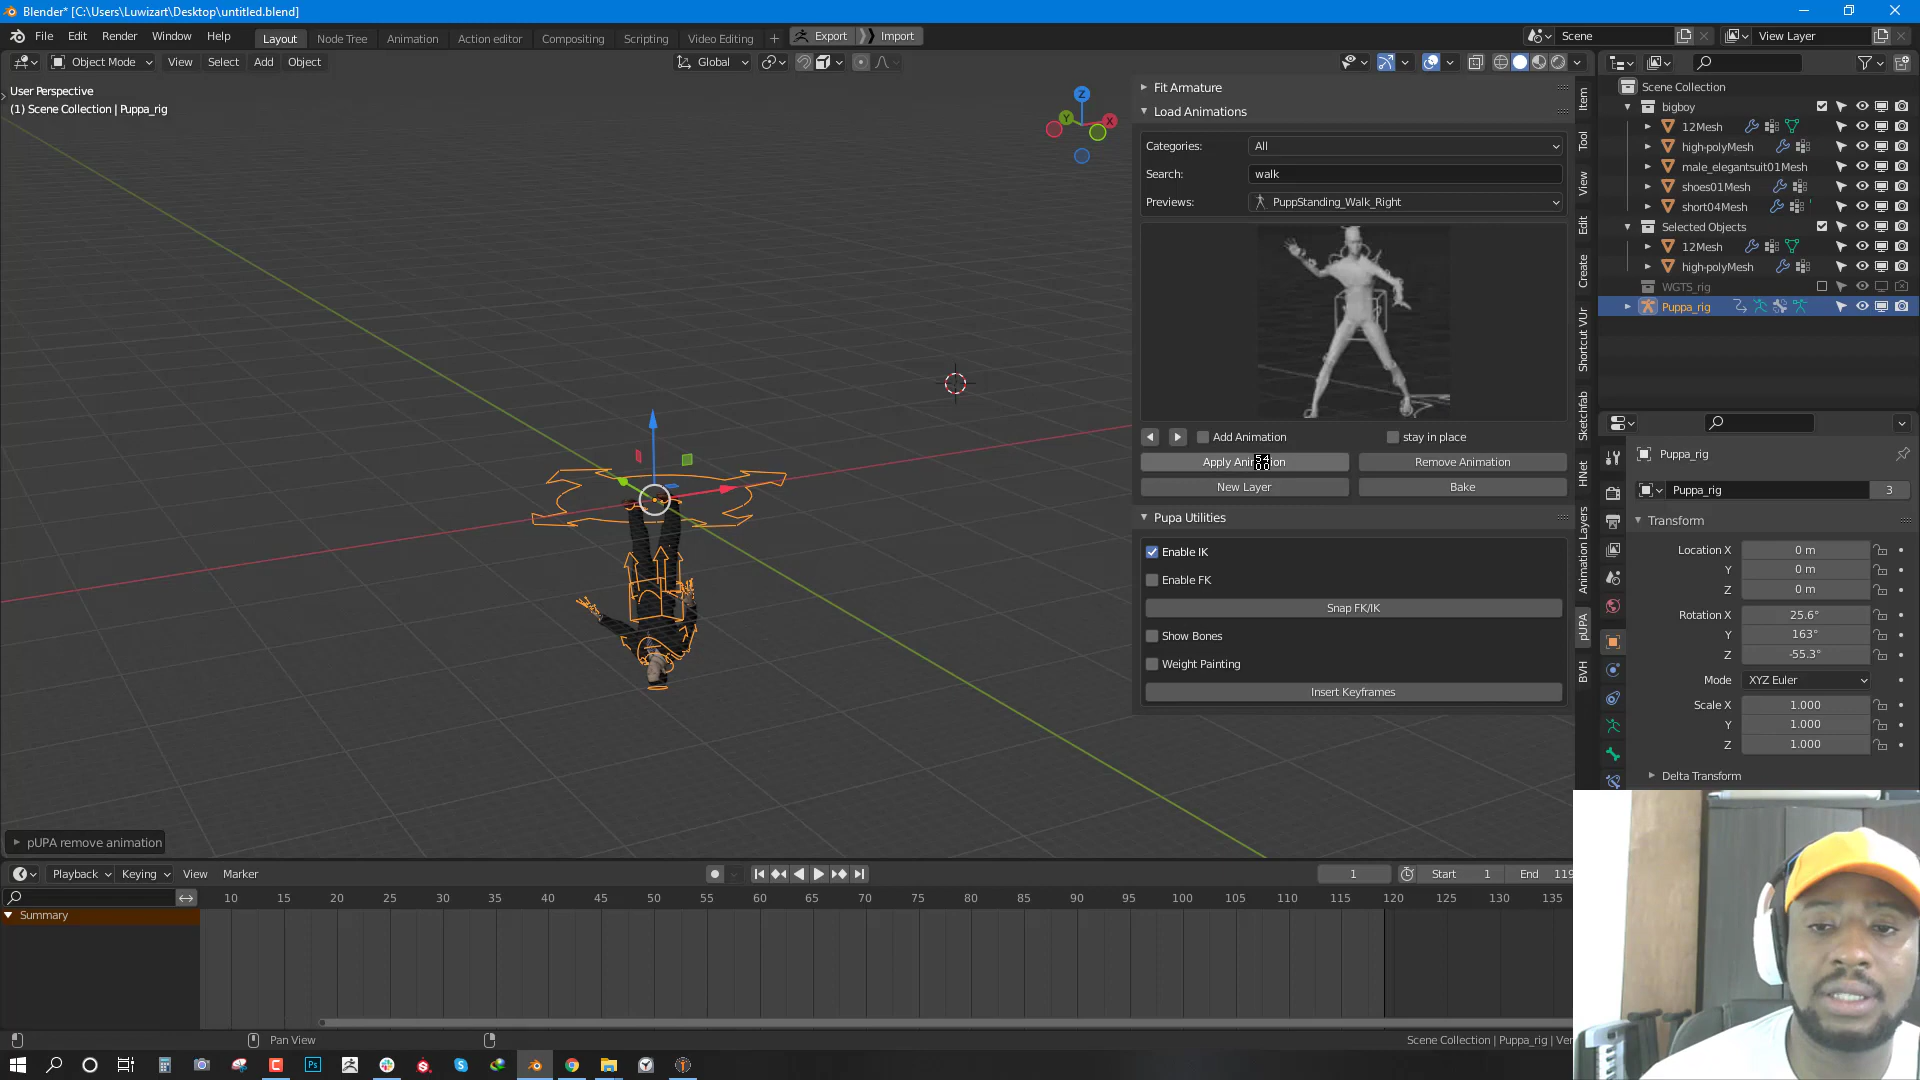 Blender* [C:\Users\Luwizart\Desktop\untitled.blend]
File Edit Render Window Help Layout Node Tree Animation Action editor Compositing Scripting Video Editing + Export Import Scene View Layer
Object Mode View Select Add Object Global
User Perspective
(1) Scene Collection | Puppa_rig
Z
Y
X
Fit Armature
Load Animations
Categories: All
Search: walk
Previews: PuppStanding_Walk_Right
Add Animation stay in place
Remove Animation
New Layer Bake
Pupa Utilities
Enable IK
Enable FK
Snap FK/IK
Show Bones
Weight Painting
Insert Keyframes
Item
Tool
View
Edit
Create
Shortcut VUr
Sketchfab
HNet
Animation Layers
pUPA
BVH
Scene Collection
bigboy
12Mesh
high-polyMesh
male_elegantsuit01Mesh
shoes01Mesh
short04Mesh
Selected Objects
12Mesh
high-polyMesh
WGTS_rig
Puppa_rig
Puppa_rig
Puppa_rig 3
Transform
Location X 0 m
Y 0 m
Z 0 m
Rotation X 25.6°
Y 163°
Z -55.3°
Mode XYZ Euler
Scale X 1.000
Y 1.000
Z 1.000
Delta Transform
pUPA remove animation
Playback Keying View Marker 1 Start 1 End 119
10 15 20 25 30 35 40 45 50 55 60 65 70 75 80 85 90 95 100 105 110 115 120 125 130 135
Summary
Pan View
Scene Collection | Puppa_rig | Ver
Ps